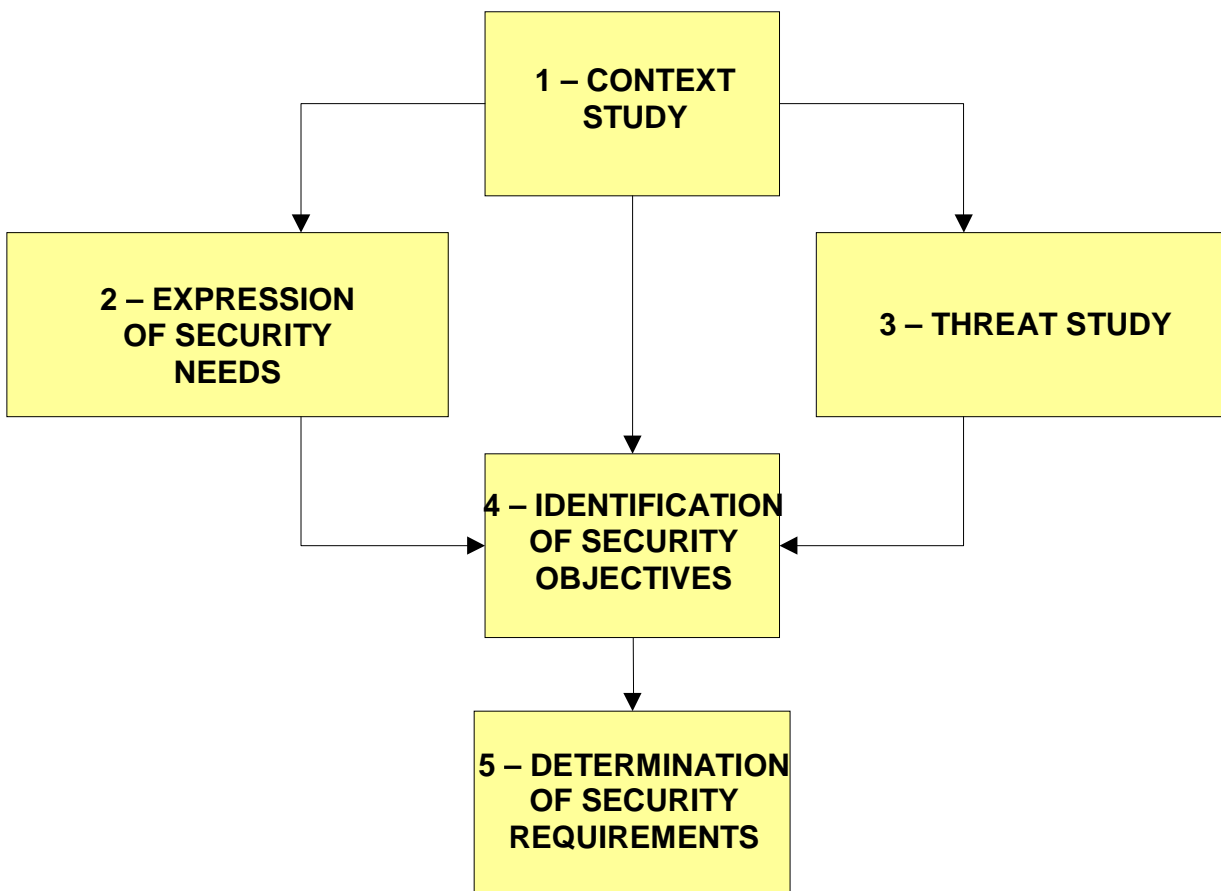 1 – CONTEXT
STUDY
2 – EXPRESSION
OF SECURITY
NEEDS
3 – THREAT STUDY
4 – IDENTIFICATION
OF SECURITY
OBJECTIVES
5 – DETERMINATION
OF SECURITY
REQUIREMENTS